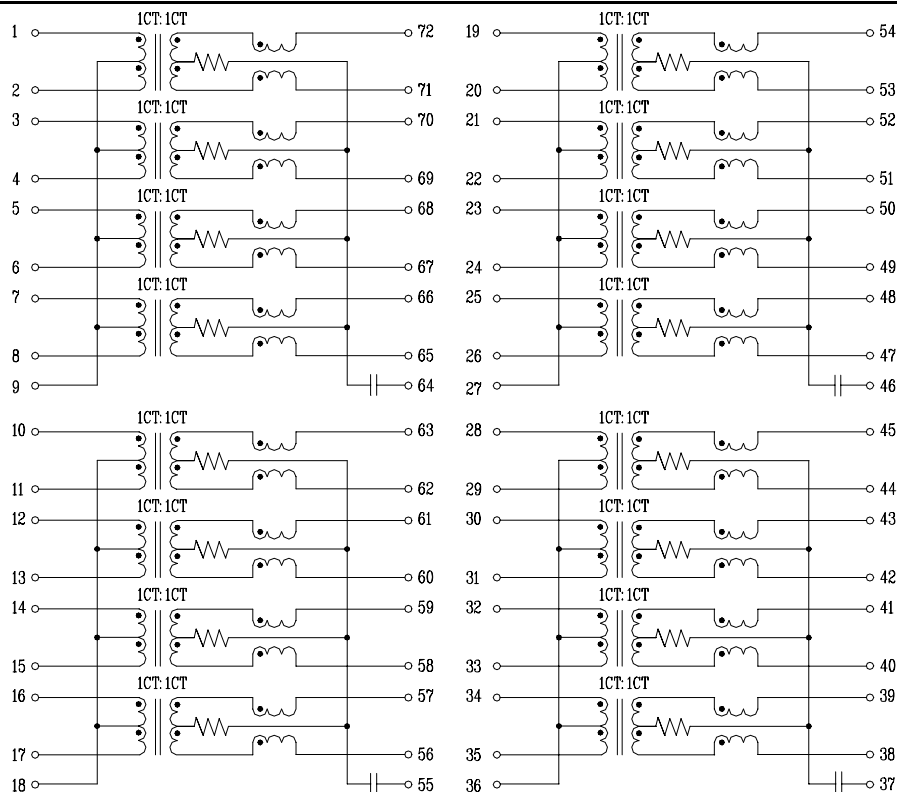 1CT:1CT 1CT:1CT
1 72 19 54
2 71 20 53
1CT:1CT 1CT:1CT
3 70 21 52
4 69 22 51
1CT:1CT 1CT:1CT
5 68 23 50
6 67 24 49
1CT:1CT 1CT:1CT
7 66 25 48
8 65 26 47
9 64 27 46
1CT:1CT 1CT:1CT
10 63 28 45
11 62 29 44
1CT:1CT 1CT:1CT
12 61 30 43
13 60 31 42
1CT:1CT 1CT:1CT
14 59 32 41
15 58 33 40
1CT:1CT 1CT:1CT
16 57 34 39
17 56 35 38
18 55 36 37